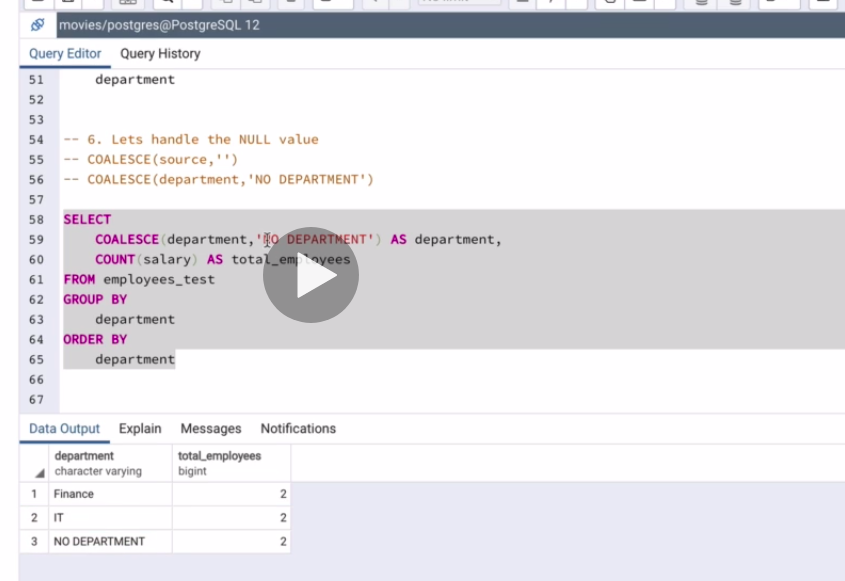 movies/postgres@PostgreSQL 12
Query Editor Query History
51 department
52
53
54 -- 6. Lets handle the NULL value
55 -- COALESCE(source,'')
56 -- COALESCE(department,'NO DEPARTMENT')
57
58 SELECT
59 COALESCE(department,'NO DEPARTMENT') AS department,
60 COUNT(salary) AS total_employees
61 FROM employees_test
62 GROUP BY
63 department
64 ORDER BY
65 department
66
67
Data Output Explain Messages Notifications
department total_employees
character varying bigint
1 Finance 2
2 IT 2
3 NO DEPARTMENT 2